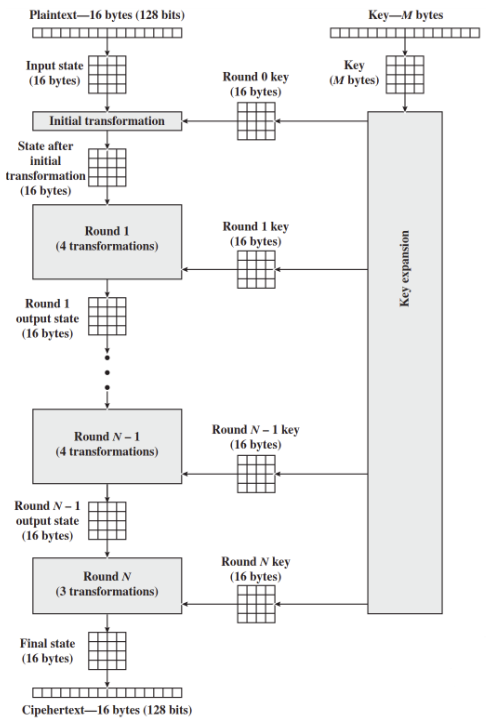 Plaintext—16 bytes (128 bits)
Key—M bytes
Input state
(16 bytes)
Key
(M bytes)
Round 0 key
(16 bytes)
Initial transformation
State after
initial
transformation
(16 bytes)
Round 1
(4 transformations)
Round 1 key
(16 bytes)
Key expansion
Round 1
output state
(16 bytes)
Round N – 1
(4 transformations)
Round N – 1 key
(16 bytes)
Round N – 1
output state
(16 bytes)
Round N
(3 transformations)
Round N key
(16 bytes)
Final state
(16 bytes)
Cipehertext—16 bytes (128 bits)